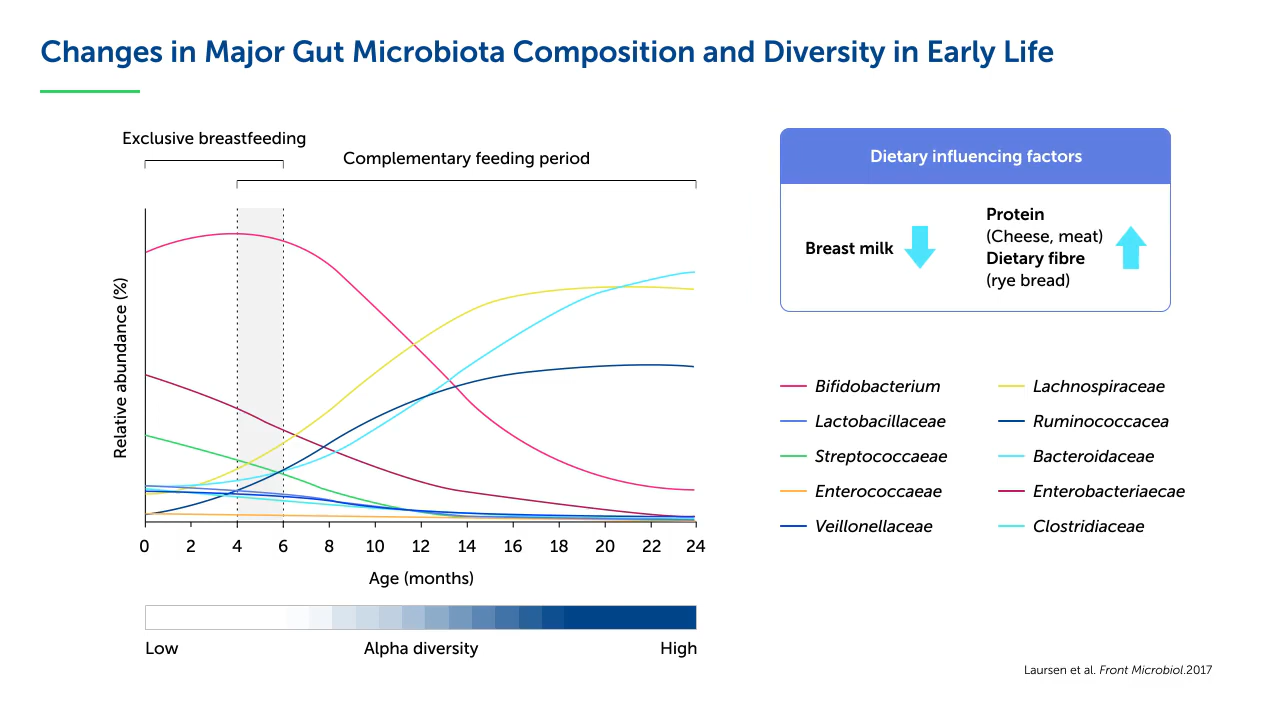 Changes in Major Gut Microbiota Composition and Diversity in Early Life
Exclusive breastfeeding
Complementary feeding period
Relative abundance (%)
0 2 4 6 8 10 12 14 16 18 20 22 24
Age (months)
Low Alpha diversity High
Dietary influencing factors
Breast milk
Protein
(Cheese, meat)
Dietary fibre
(rye bread)
Bifidobacterium
Lactobacillaceae
Streptococcaeae
Enterococcaeae
Veillonellaceae
Lachnospiraceae
Ruminococcacea
Bacteroidaceae
Enterobacteriaecae
Clostridiaceae
Laursen et al. Front Microbiol.2017